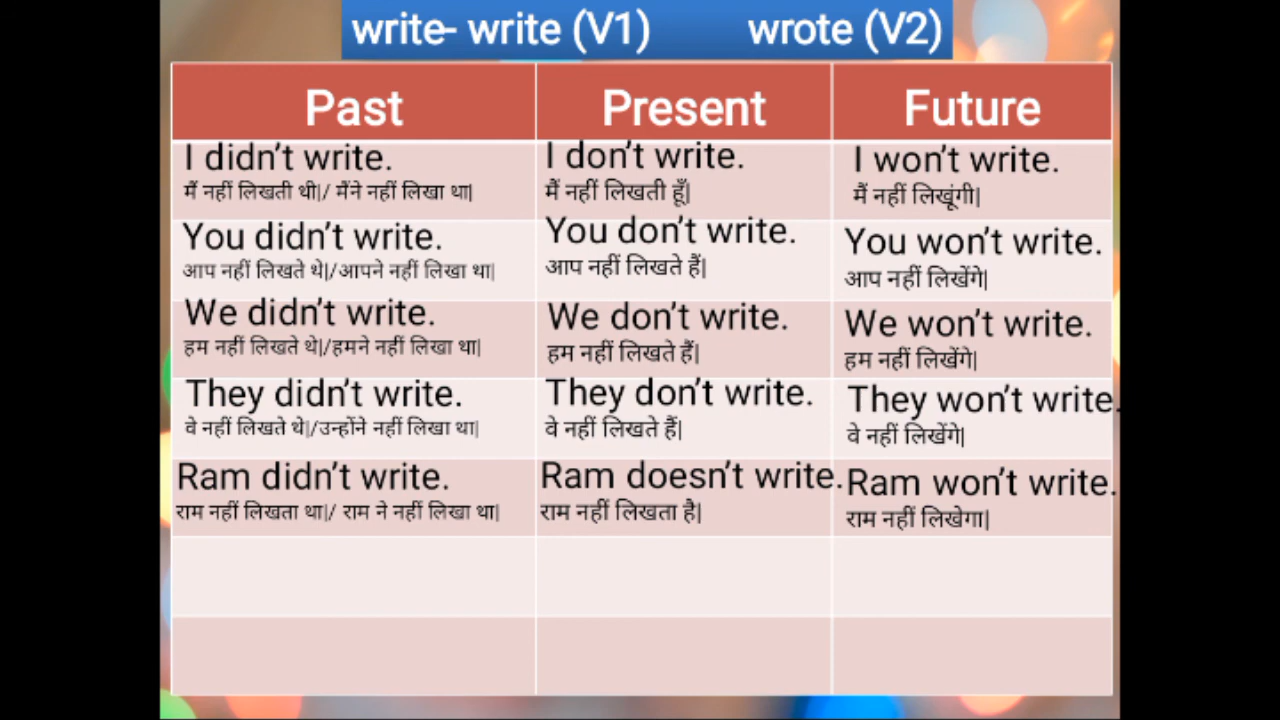 write- write (V1) wrote (V2)
Past Present Future
I didn't write.
मैं नहीं लिखती थी|/ मैंने नहीं लिखा था|
I don't write.
मैं नहीं लिखती हूँ|
I won't write.
मैं नहीं लिखूंगी|
You didn't write.
आप नहीं लिखते थे|/आपने नहीं लिखा था|
You don't write.
आप नहीं लिखते हैं|
You won't write.
आप नहीं लिखेंगे|
We didn't write.
हम नहीं लिखते थे|/हमने नहीं लिखा था|
We don't write.
हम नहीं लिखते हैं|
We won't write.
हम नहीं लिखेंगे|
They didn't write.
वे नहीं लिखते थे|/उन्होंने नहीं लिखा था|
They don't write.
वे नहीं लिखते हैं|
They won't write.
वे नहीं लिखेंगे|
Ram didn't write.
राम नहीं लिखता था|/ राम ने नहीं लिखा था|
Ram doesn't write.
राम नहीं लिखता है|
Ram won't write.
राम नहीं लिखेगा|